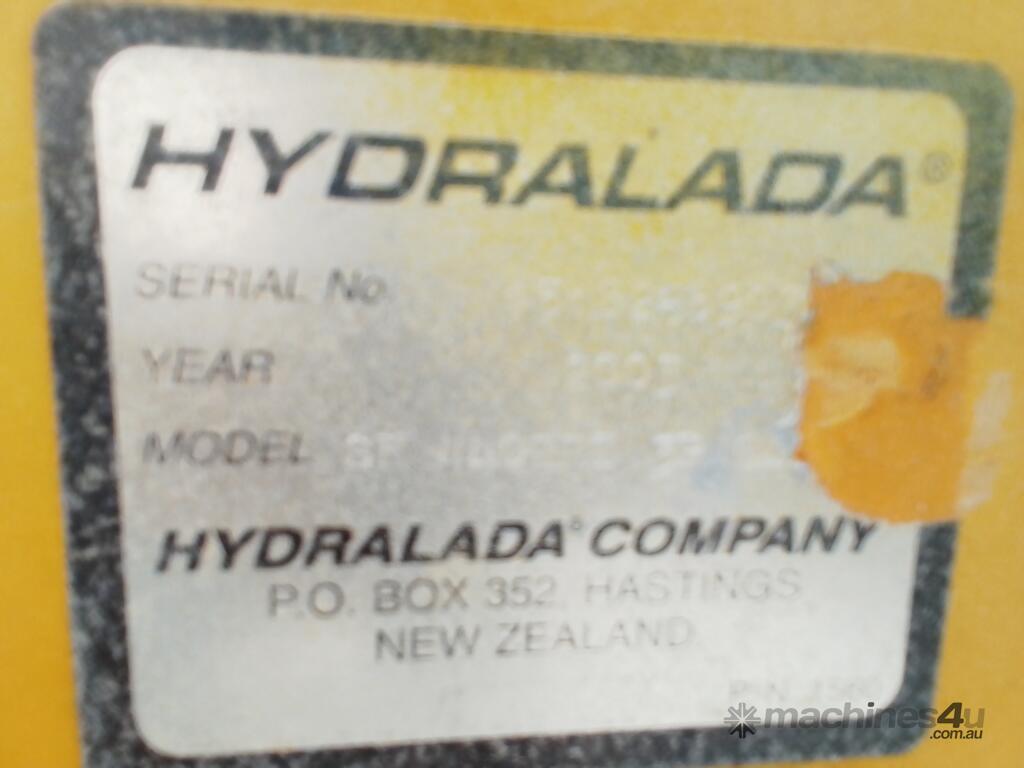 HYDRALADA®
SERIAL No
YEAR
MODEL
HYDRALADA® COMPANY
P.O. BOX 352, HASTINGS,
NEW ZEALAND
P/N
machines4u
.com.au